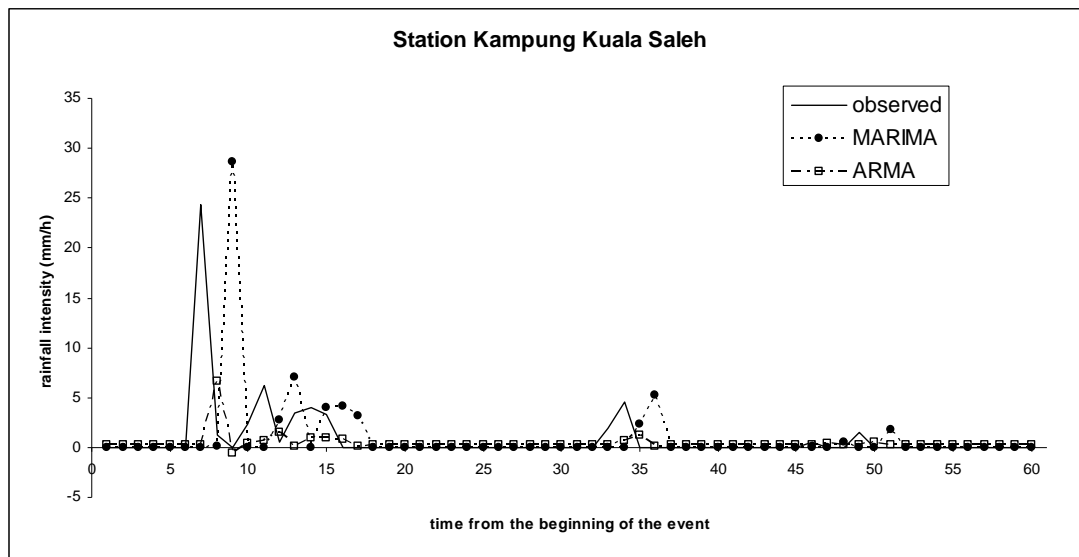 Station Kampung Kuala Saleh
observed
MARIMA
ARMA
rainfall intensity (mm/h)
35
30
25
20
15
10
5
0
-5
0 5 10 15 20 25 30 35 40 45 50 55 60
time from the beginning of the event